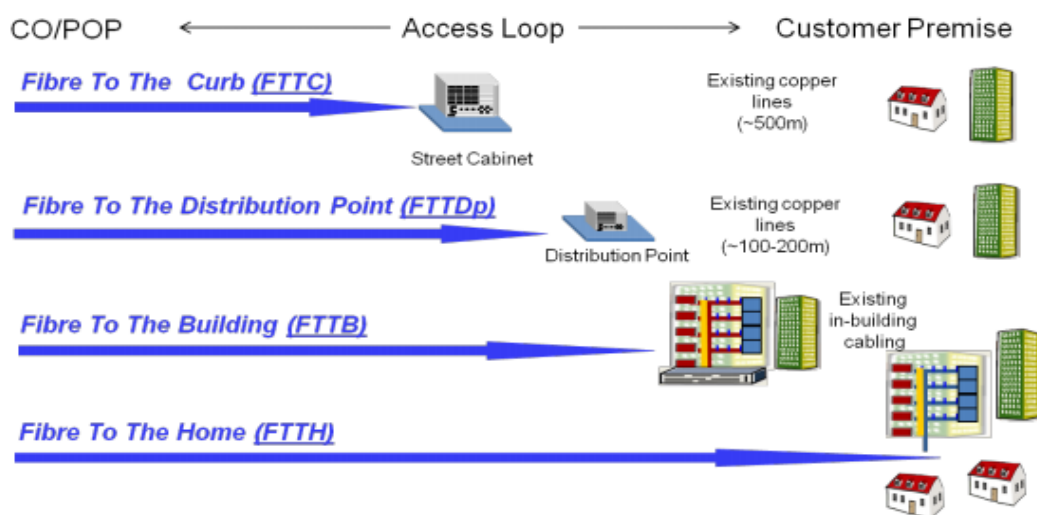 CO/POP
Access Loop
Customer Premise
Fibre To The Curb (FTTC)
Street Cabinet
Existing copper
lines
(~500m)
Fibre To The Distribution Point (FTTDp)
Distribution Point
Existing copper
lines
(~100-200m)
Fibre To The Building (FTTB)
Existing
in-building
cabling
Fibre To The Home (FTTH)